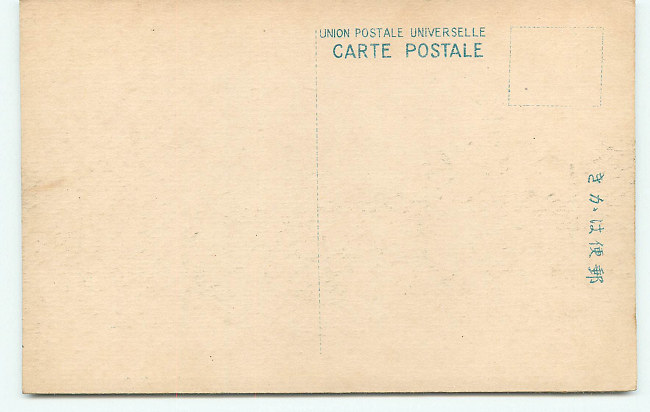 UNION POSTALE UNIVERSELLE
CARTE POSTALE
郵便はかき